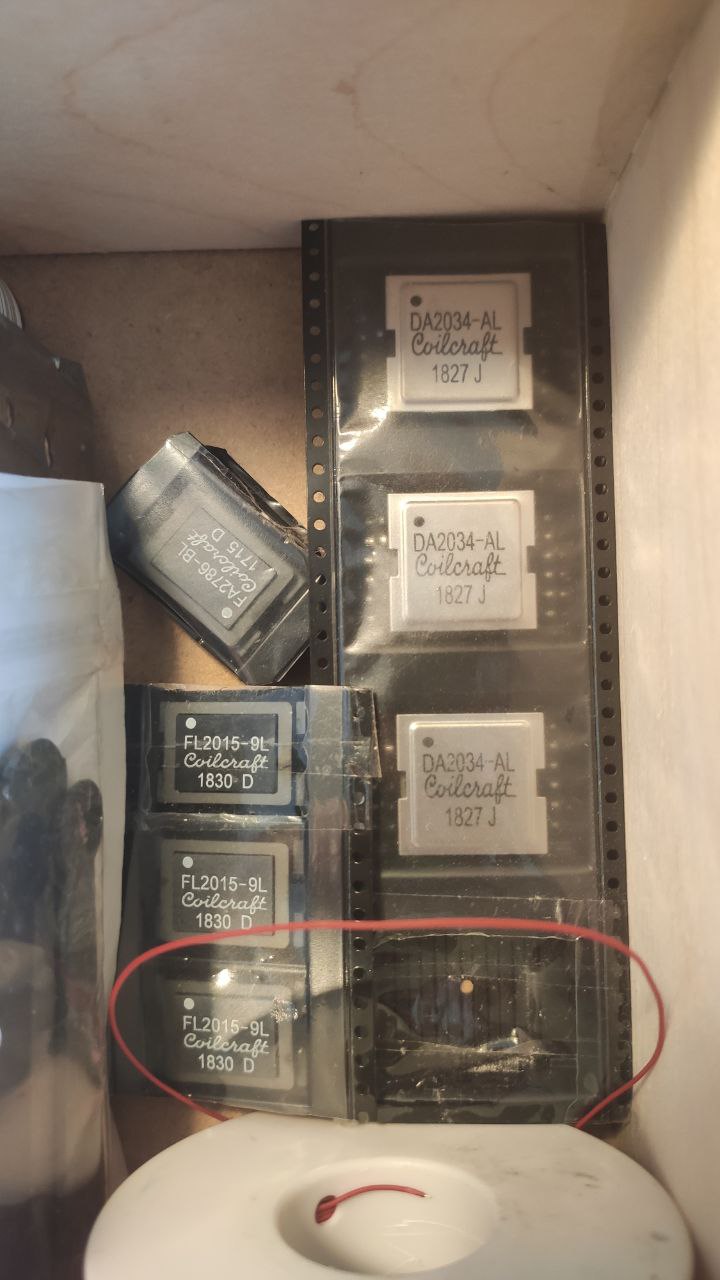 DA2034-AL
Coilcraft
1827 J
DA2034-AL
Coilcraft
1827 J
DA2034-AL
Coilcraft
1827 J
FA2786-BL
Coilcraft
1715 D
FL2015-9L
Coilcraft
1830 D
FL2015-9L
Coilcraft
1830 D
FL2015-9L
Coilcraft
1830 D